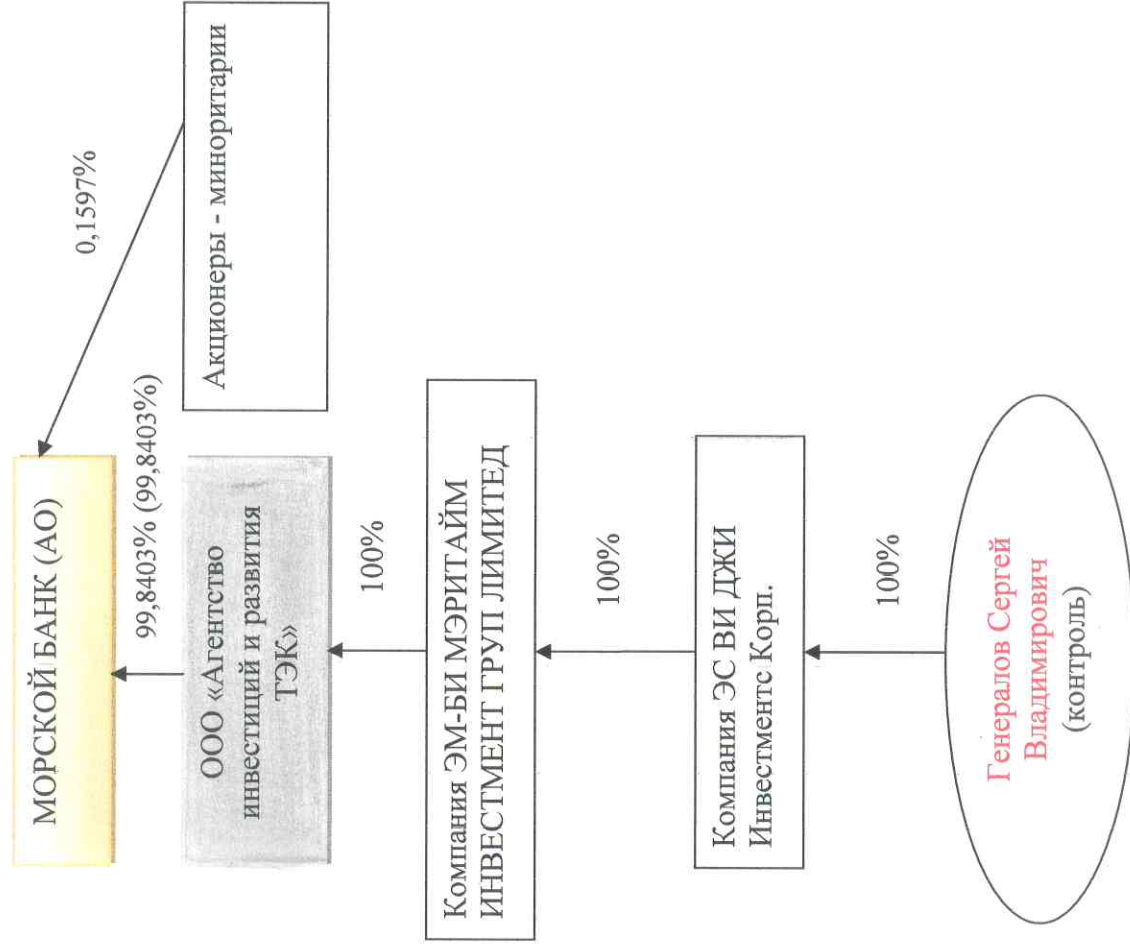 МОРСКОЙ БАНК (АО)
99,8403% (99,8403%)
0,1597%
ООО «Агентство
инвестиций и развития
ТЭК»
Акционеры - миноритарии
100%
Компания ЭМ-БИ МЭРИТАЙМ
ИНВЕСТМЕНТ ГРУП ЛИМИТЕД
100%
Компания ЭС ВИ ДЖИ
Инвестментс Корп.
100%
Генералов Сергей
Владимирович
(контроль)